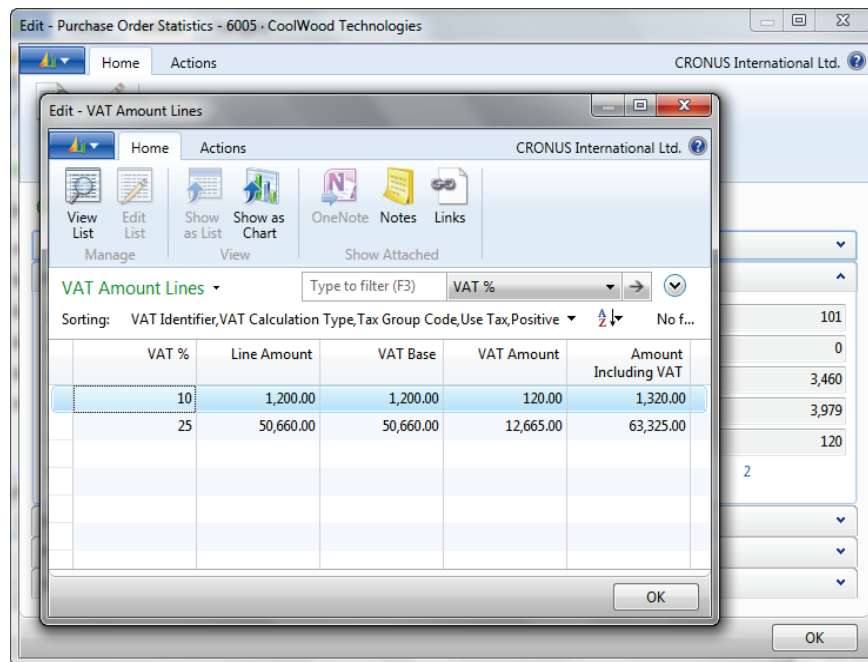 Edit - Purchase Order Statistics - 6005 · CoolWood Technologies
Home Actions CRONUS International Ltd.
Edit - VAT Amount Lines
Home Actions CRONUS International Ltd.
View List Edit List Show as List Show as Chart OneNote Notes Links
Manage View Show Attached
VAT Amount Lines Type to filter (F3) VAT %
Sorting: VAT Identifier,VAT Calculation Type,Tax Group Code,Use Tax,Positive No f...
VAT % Line Amount VAT Base VAT Amount Amount Including VAT
10 1,200.00 1,200.00 120.00 1,320.00
25 50,660.00 50,660.00 12,665.00 63,325.00
OK
101
0
3,460
3,979
120
2
OK